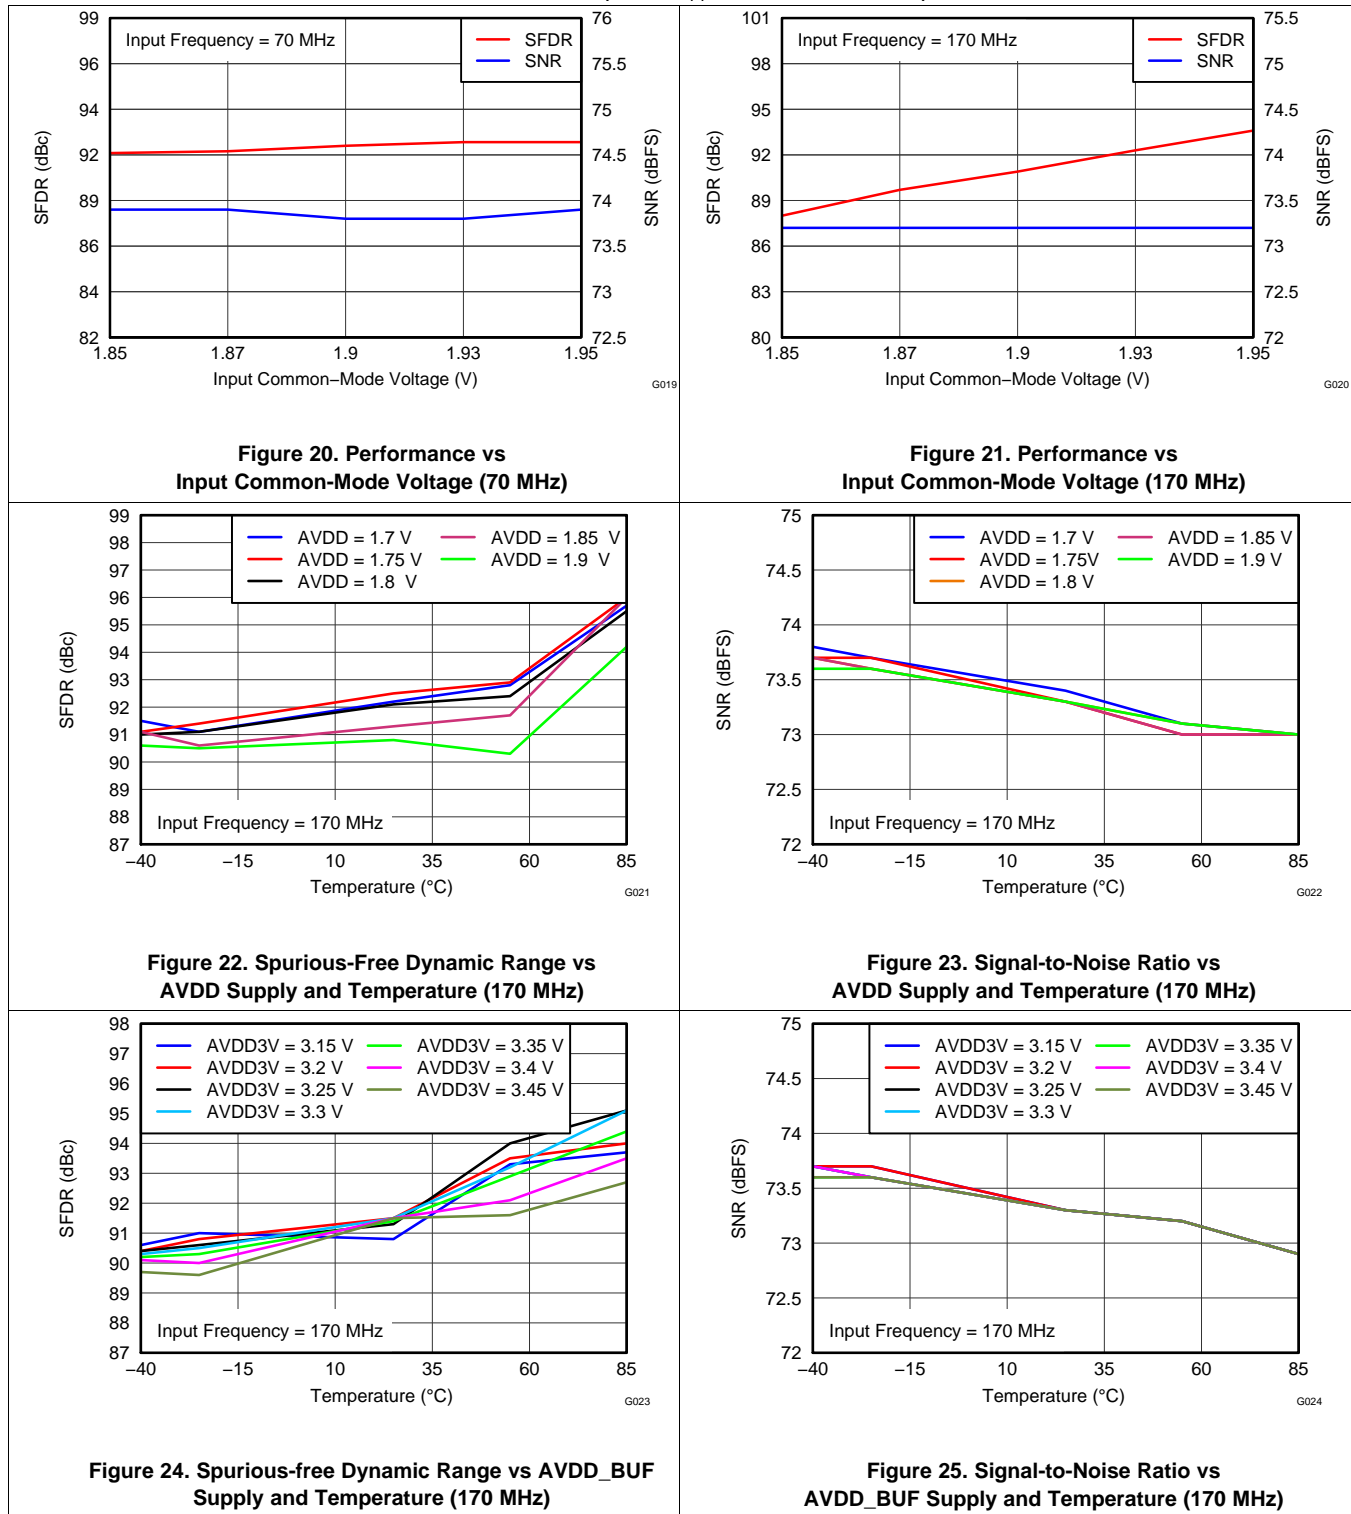 99
96
94
92
89
86
84
82
76
75.5
75
74.5
74
73.5
73
72.5
1.85
1.87
1.9
1.93
1.95
Input Frequency = 70 MHz
SFDR
SNR
SFDR (dBc)
SNR (dBFS)
Input Common−Mode Voltage (V)
G019
Figure 20. Performance vs
Input Common-Mode Voltage (70 MHz)
101
98
95
92
89
86
83
80
75.5
75
74.5
74
73.5
73
72.5
72
1.85
1.87
1.9
1.93
1.95
Input Frequency = 170 MHz
SFDR
SNR
SFDR (dBc)
SNR (dBFS)
Input Common−Mode Voltage (V)
G020
Figure 21. Performance vs
Input Common-Mode Voltage (170 MHz)
99
98
97
96
95
94
93
92
91
90
89
88
87
−40
−15
10
35
60
85
AVDD = 1.7 V
AVDD = 1.75 V
AVDD = 1.8 V
AVDD = 1.85 V
AVDD = 1.9 V
Input Frequency = 170 MHz
SFDR (dBc)
Temperature (°C)
G021
Figure 22. Spurious-Free Dynamic Range vs
AVDD Supply and Temperature (170 MHz)
75
74.5
74
73.5
73
72.5
72
−40
−15
10
35
60
85
AVDD = 1.7 V
AVDD = 1.75V
AVDD = 1.8 V
AVDD = 1.85 V
AVDD = 1.9 V
Input Frequency = 170 MHz
SNR (dBFS)
Temperature (°C)
G022
Figure 23. Signal-to-Noise Ratio vs
AVDD Supply and Temperature (170 MHz)
98
97
96
95
94
93
92
91
90
89
88
87
−40
−15
10
35
60
85
AVDD3V = 3.15 V
AVDD3V = 3.2 V
AVDD3V = 3.25 V
AVDD3V = 3.3 V
AVDD3V = 3.35 V
AVDD3V = 3.4 V
AVDD3V = 3.45 V
Input Frequency = 170 MHz
SFDR (dBc)
Temperature (°C)
G023
Figure 24. Spurious-free Dynamic Range vs AVDD_BUF
Supply and Temperature (170 MHz)
75
74.5
74
73.5
73
72.5
72
−40
−15
10
35
60
85
AVDD3V = 3.15 V
AVDD3V = 3.2 V
AVDD3V = 3.25 V
AVDD3V = 3.3 V
AVDD3V = 3.35 V
AVDD3V = 3.4 V
AVDD3V = 3.45 V
Input Frequency = 170 MHz
SNR (dBFS)
Temperature (°C)
G024
Figure 25. Signal-to-Noise Ratio vs
AVDD_BUF Supply and Temperature (170 MHz)